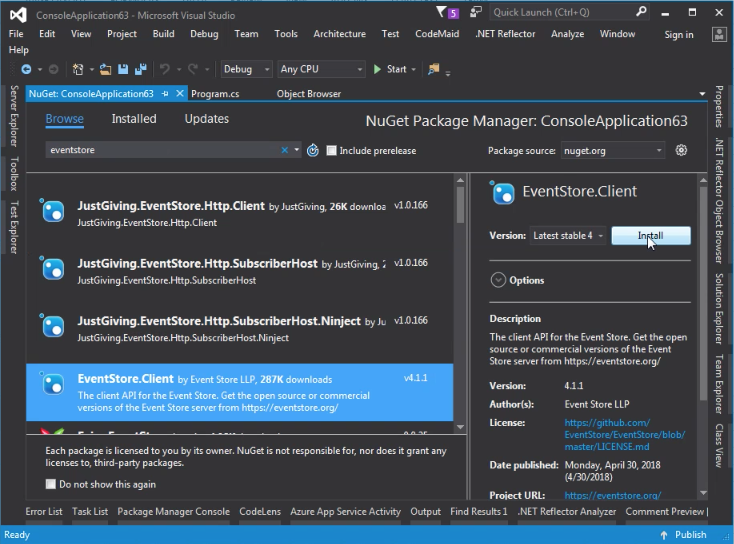 ConsoleApplication63 - Microsoft Visual Studio
5
Quick Launch (Ctrl+Q)
File Edit View Project Build Debug Team Tools Architecture Test CodeMaid .NET Reflector Analyze Window Sign in
Help
Debug Any CPU Start
NuGet: ConsoleApplication63 Program.cs Object Browser
Server Explorer
Toolbox
Test Explorer
Browse Installed Updates
NuGet Package Manager: ConsoleApplication63
eventstore
Include prerelease
Package source: nuget.org
JustGiving.EventStore.Http.Client by JustGiving, 26K downloa v1.0.166
JustGiving.EventStore.Http.Client
JustGiving.EventStore.Http.SubscriberHost by JustGiving, v1.0.166
JustGiving.EventStore.Http.SubscriberHost
JustGiving.EventStore.Http.SubscriberHost.Ninject by Ju v1.0.166
JustGiving.EventStore.Http.SubscriberHost.Ninject
EventStore.Client by Event Store LLP, 287K downloads v4.1.1
The client API for the Event Store. Get the open source or commercial
versions of the Event Store server from https://eventstore.org/
Each package is licensed to you by its owner. NuGet is not responsible, nor does it grant any
licenses to, third-party packages.
Do not show this again
EventStore.Client
Version: Latest stable 4 Install
Options
Description
The client API for the Event Store. Get the open
source or commercial versions of the Event
Store server from https://eventstore.org/
Version: 4.1.1
Author(s): Event Store LLP
License: https://github.com/
EventStore/EventStore/blob/
master/LICENSE.md
Date published: Monday, April 30, 2018
(4/30/2018)
Project URL: https://eventstore.org/
Properties
.NET Reflector Object Browser
Solution Explorer
Team Explorer
Class View
Error List Task List Package Manager Console CodeLens Azure App Service Activity Output Find Results 1 .NET Reflector Analyzer Comment Preview
Ready
Publish